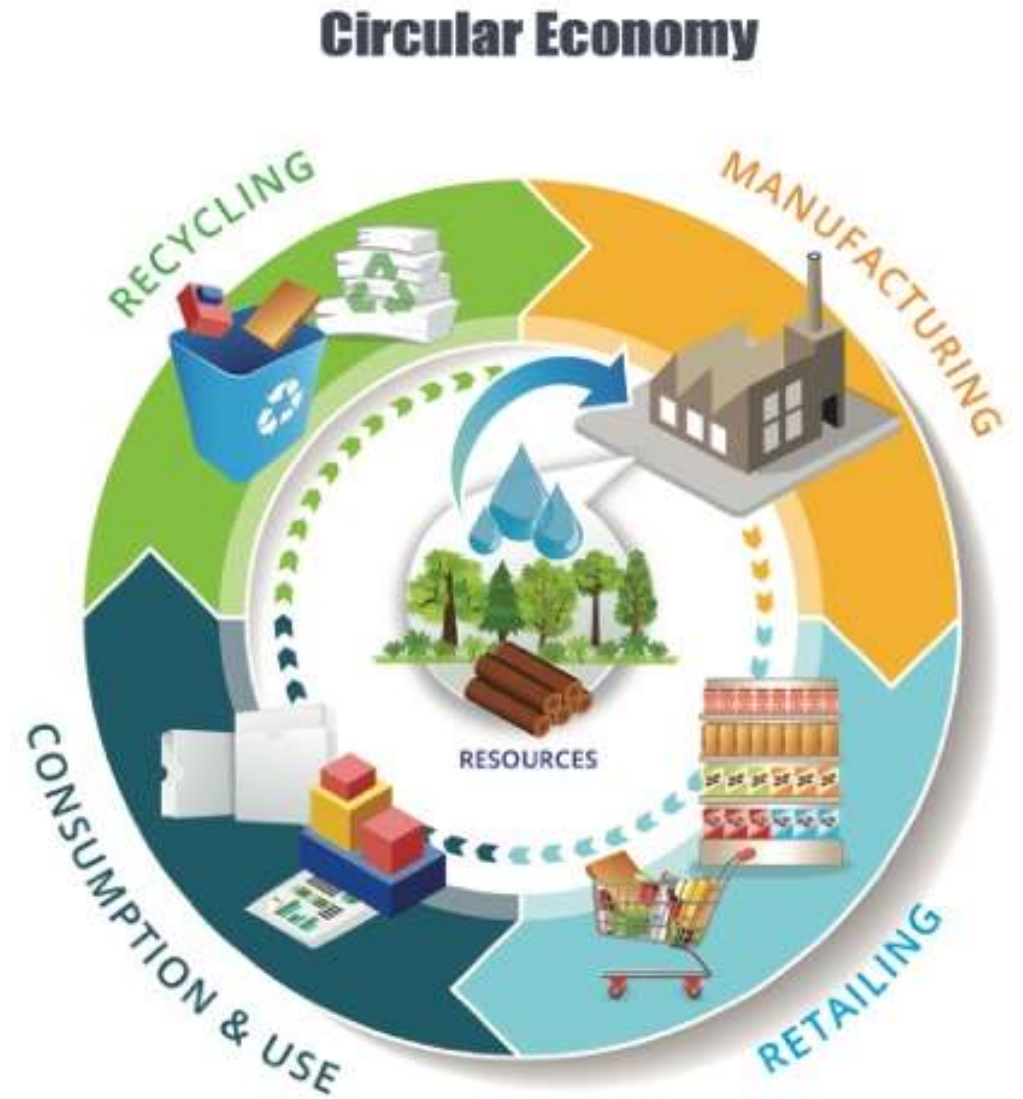 Circular Economy
RECYCLING
MANUFACTURING
RESOURCES
CONSUMPTION & USE
RETAILING